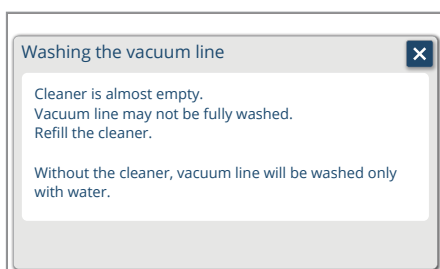 Washing the vacuum line
Cleaner is almost empty.
Vacuum line may not be fully washed.
Refill the cleaner.
Without the cleaner, vacuum line will be washed only
with water.